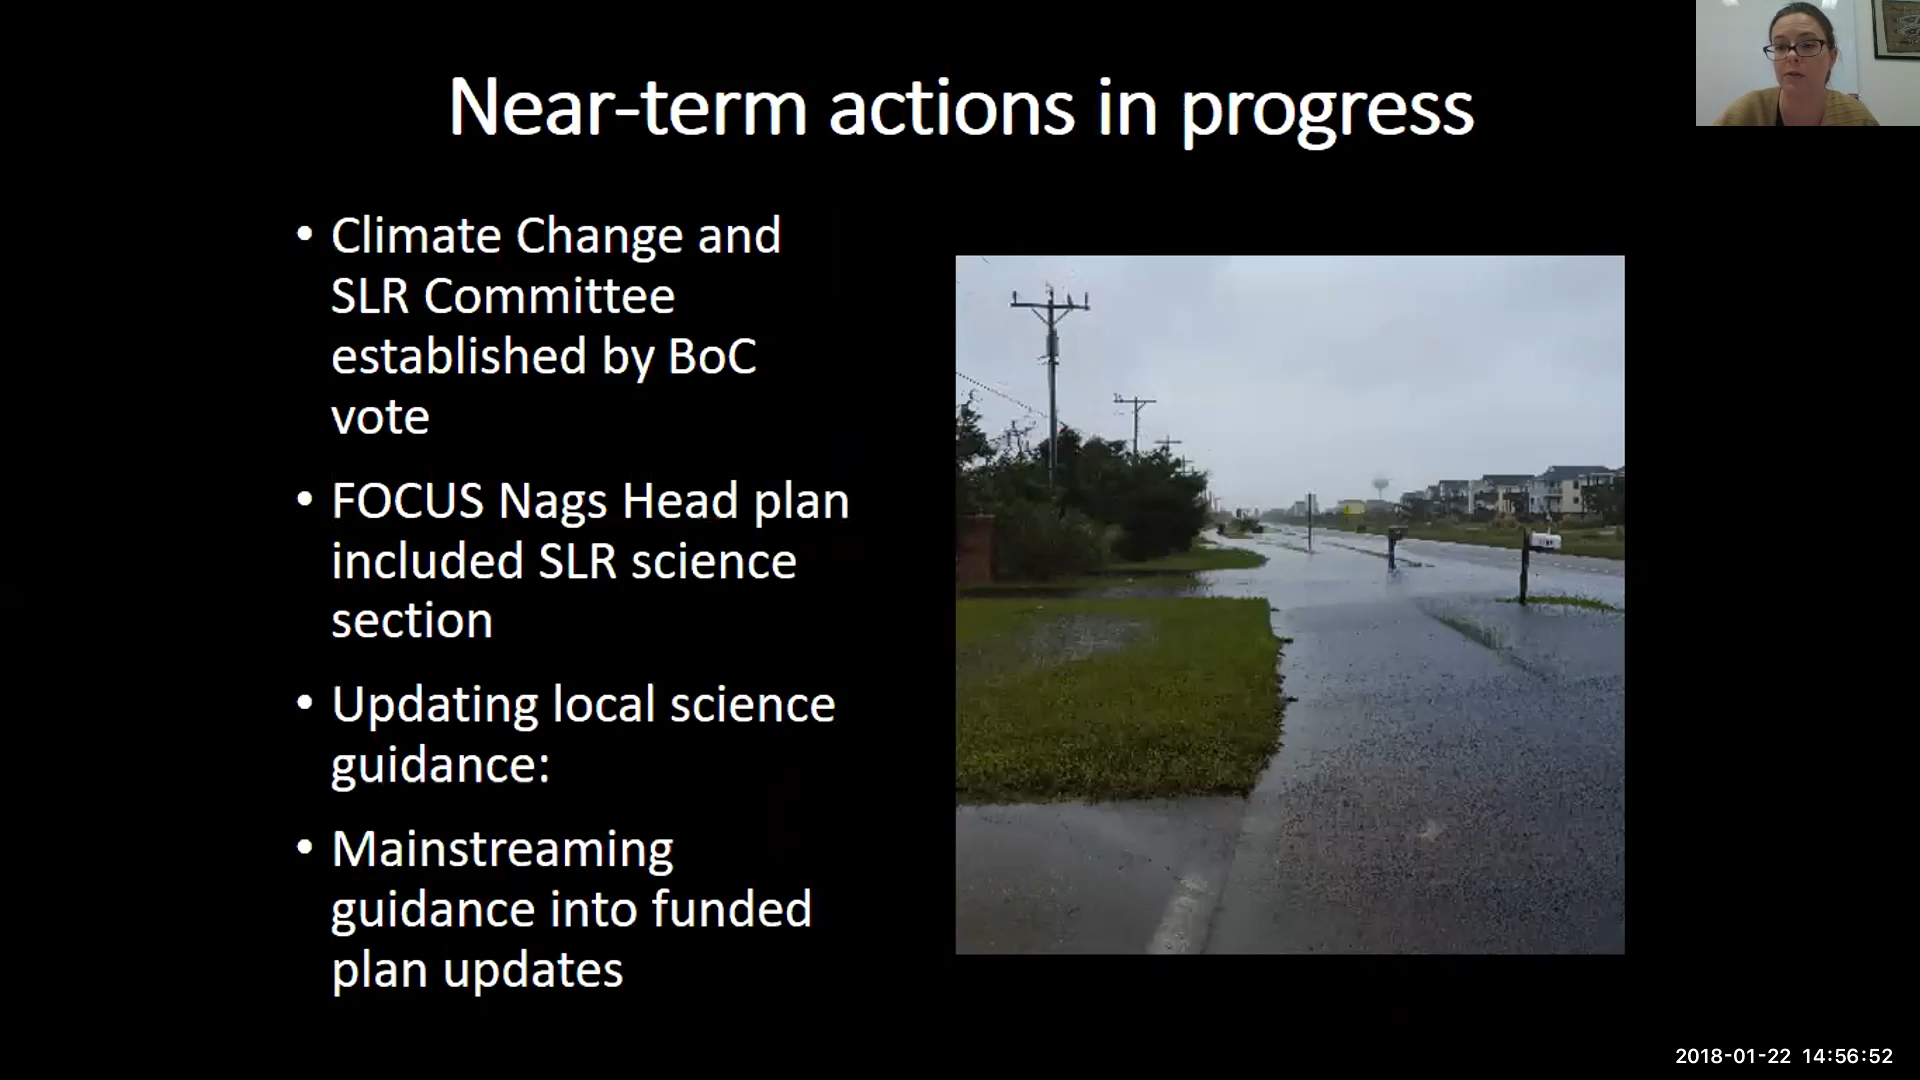 Near-term actions in progress
• Climate Change and
SLR Committee
established by BoC
vote
• FOCUS Nags Head plan
included SLR science
section
• Updating local science
guidance:
• Mainstreaming
guidance into funded
plan updates
2018-01-22 14:56:52